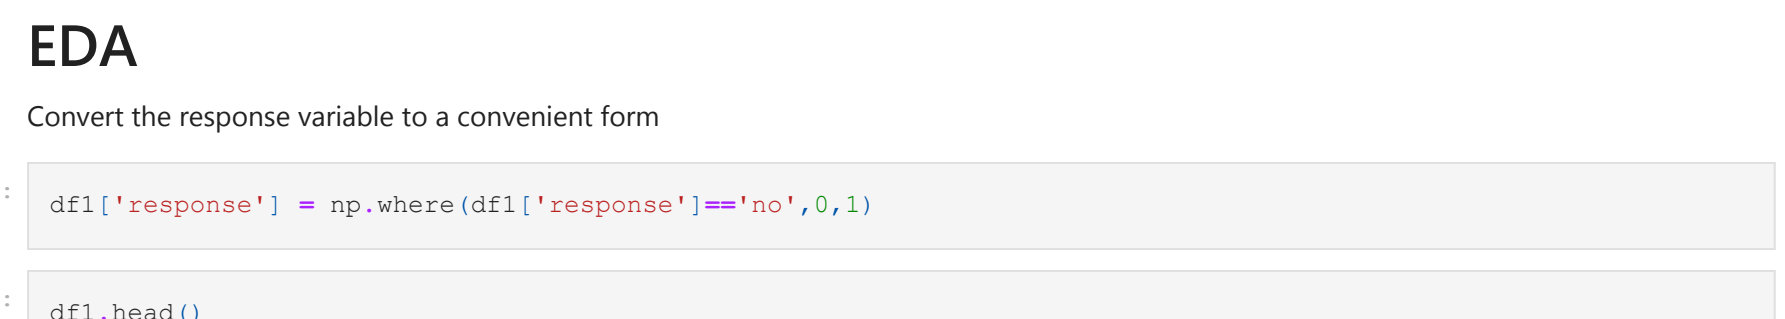 EDA
Convert the response variable to a convenient form
:
df1['response'] = np.where(df1['response']=='no',0,1)
:
df1.head()